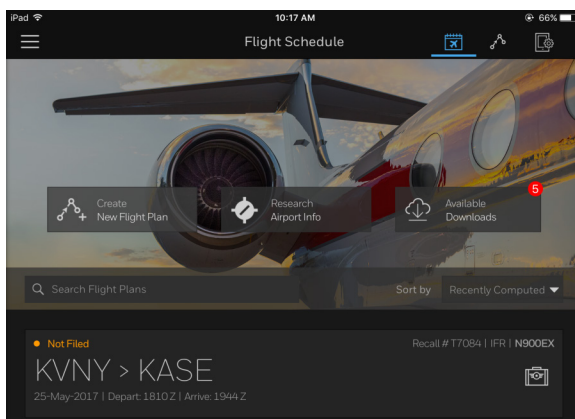 iPad 10:17 AM 66%
Flight Schedule
Create
New Flight Plan
Research
Airport Info
Available
Downloads
5
Search Flight Plans Sort by Recently Computed
Not Filed Recall # T7084 | IFR | N900EX
KVNY > KASE
25-May-2017 | Depart: 1810 Z | Arrive: 1944 Z